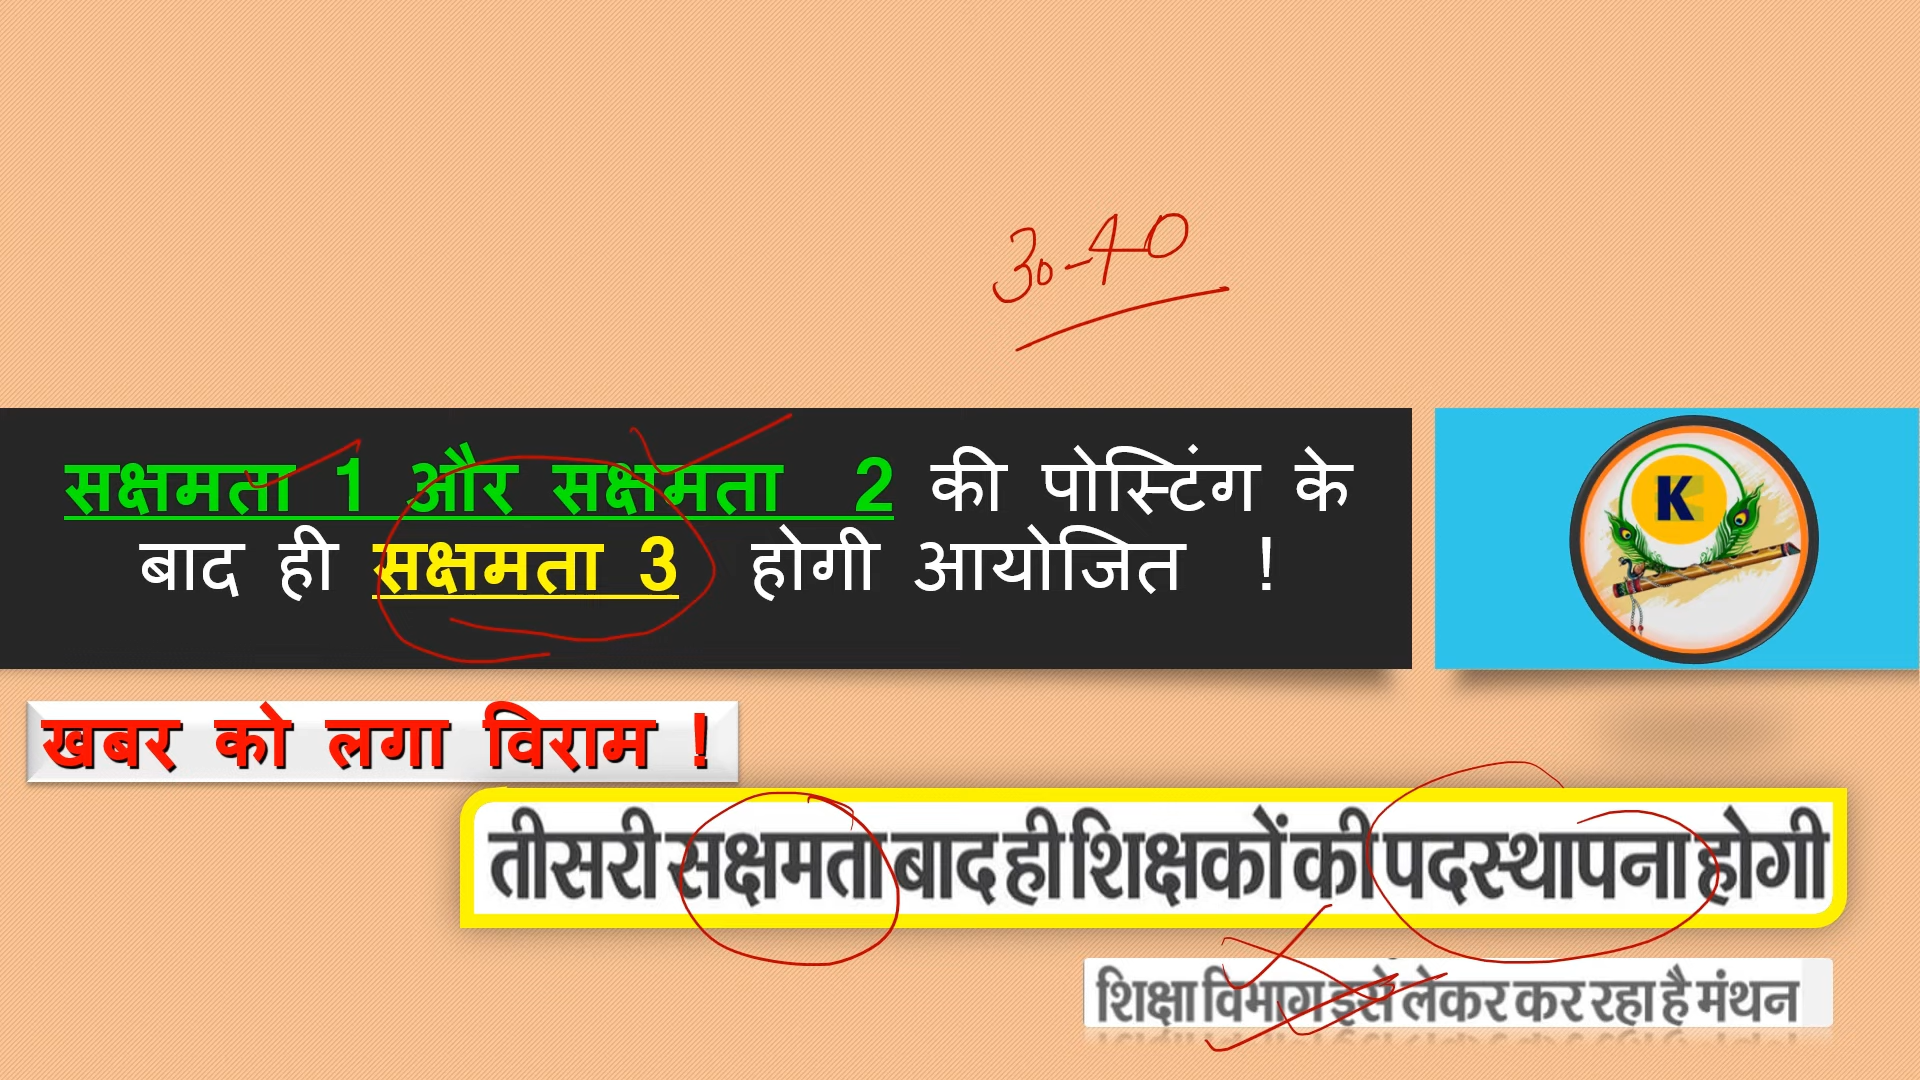 30-40
सक्षमता 1 और सक्षमता 2 की पोस्टिंग के
बाद ही सक्षमता 3 होगी आयोजित !
K
खबर को लगा विराम !
तीसरी सक्षमता बाद ही शिक्षकों की पदस्थापना होगी
शिक्षा विभाग इसे लेकर कर रहा है मंथन